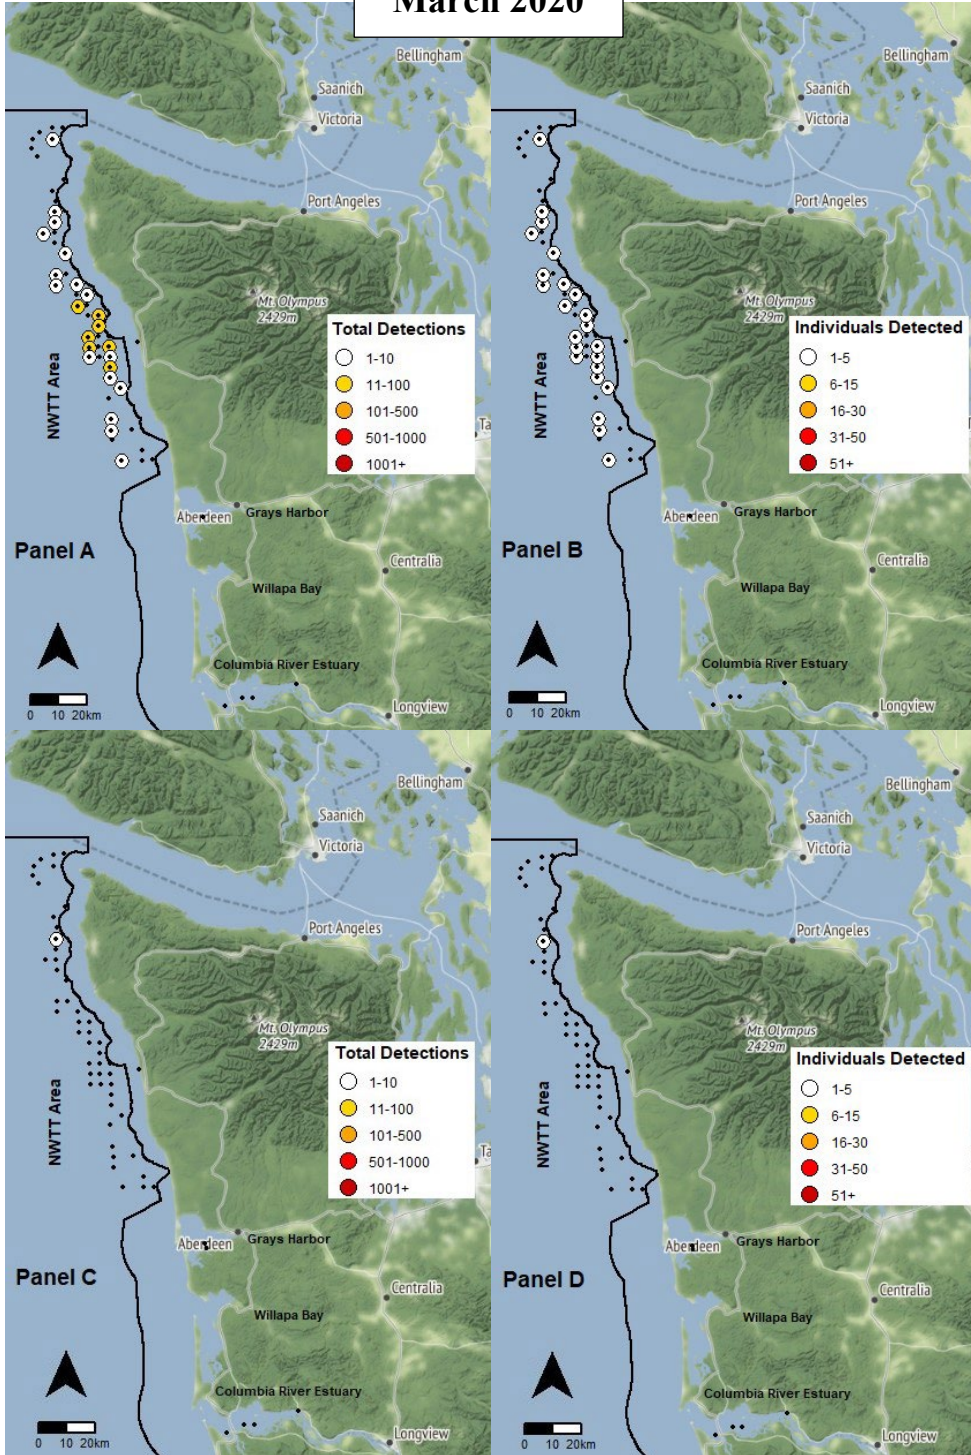 March 2020
Bellingham
Saanich
Victoria
Port Angeles
Mt. Olympus
2429m
Total Detections
1-10
11-100
101-500
501-1000
1001+
NWTT Area
Ta
Aberdeen
Grays Harbor
Panel A
Centralia
Willapa Bay
Columbia River Estuary
Longview
0 10 20km
Bellingham
Saanich
Victoria
Port Angeles
Mt. Olympus
2429m
Individuals Detected
1-5
6-15
16-30
31-50
51+
NWTT Area
Aberdeen
Grays Harbor
Panel B
Centralia
Willapa Bay
Columbia River Estuary
Longview
0 10 20km
Bellingham
Saanich
Victoria
Port Angeles
Mt. Olympus
2429m
Total Detections
1-10
11-100
101-500
501-1000
1001+
NWTT Area
Ta
Aberdeen
Grays Harbor
Panel C
Centralia
Willapa Bay
Columbia River Estuary
Longview
0 10 20km
Bellingham
Saanich
Victoria
Port Angeles
Mt. Olympus
2429m
Individuals Detected
1-5
6-15
16-30
31-50
51+
NWTT Area
Aberdeen
Grays Harbor
Panel D
Centralia
Willapa Bay
Columbia River Estuary
Longview
0 10 20km